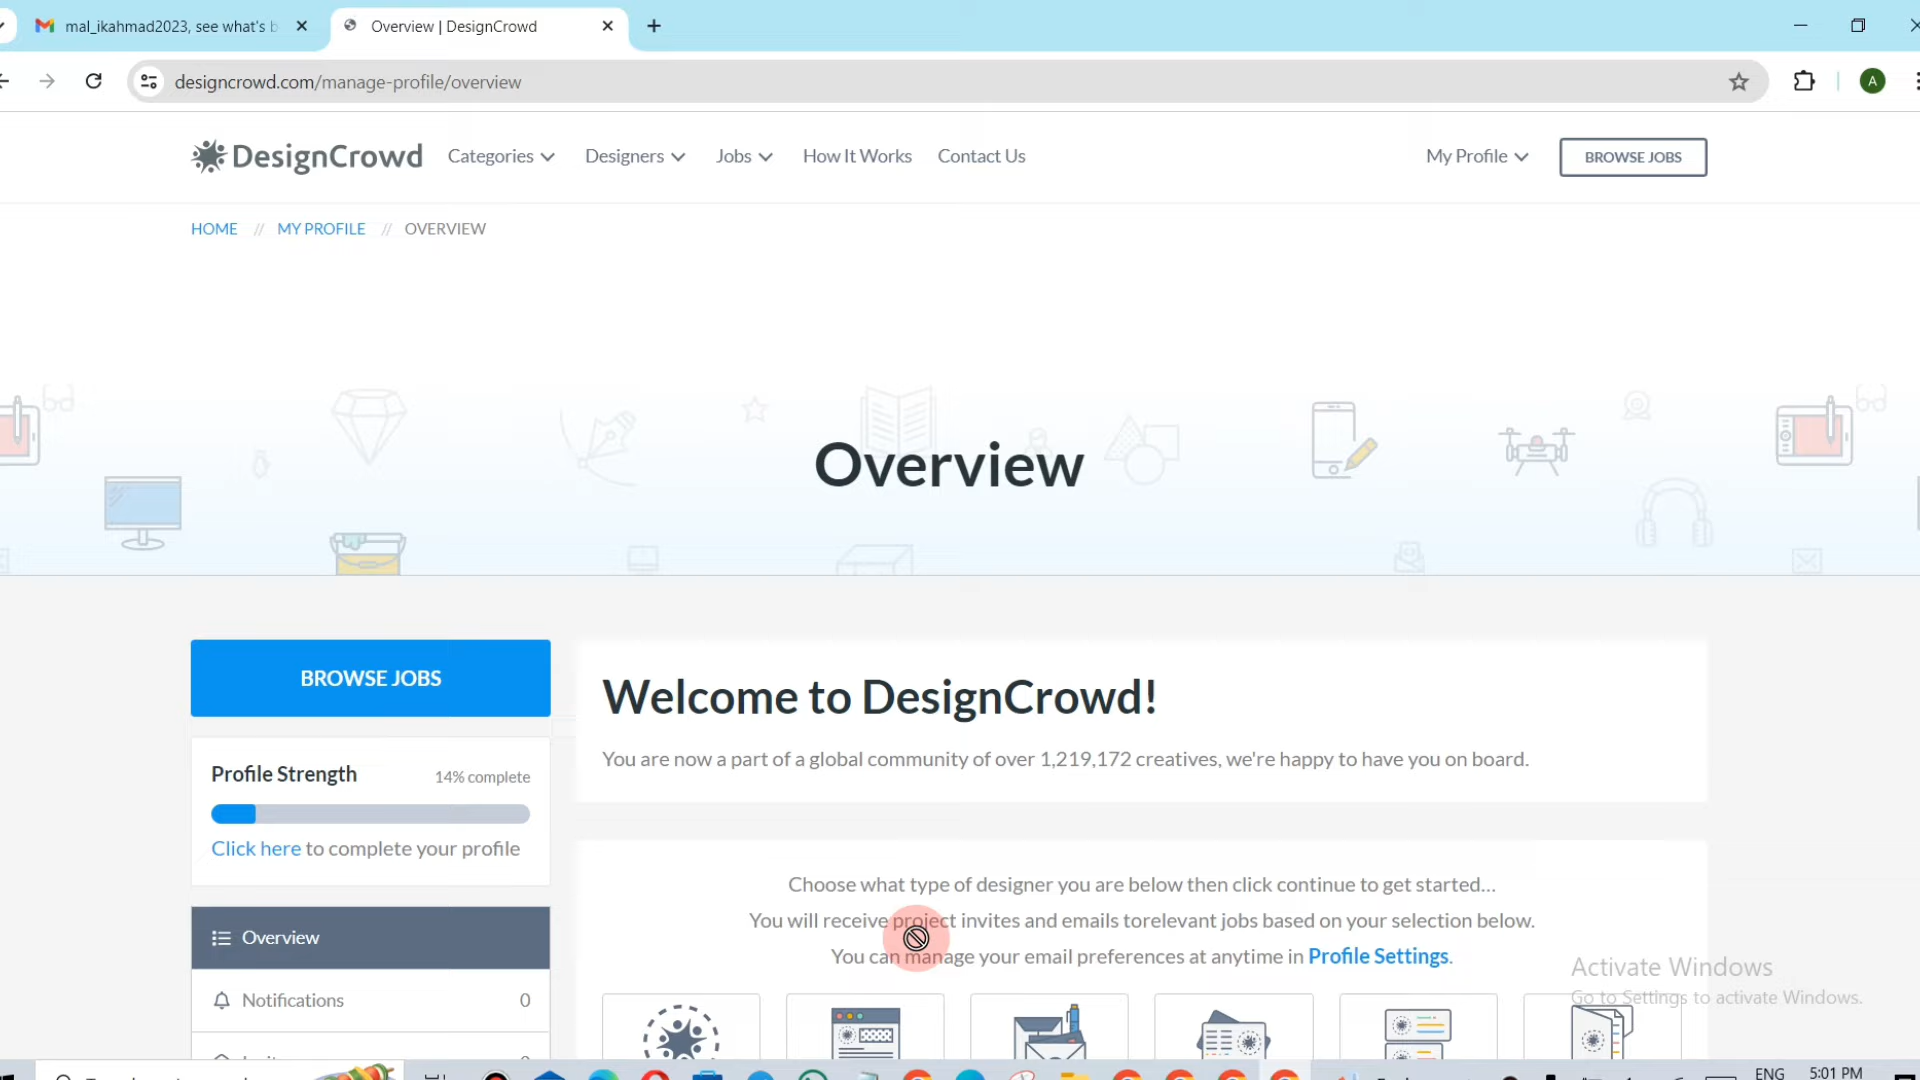 mal_ikahmad2023, see what's b
Overview | DesignCrowd
designcrowd.com/manage-profile/overview
A
DesignCrowd
Categories
Designers
Jobs
How It Works
Contact Us
My Profile
BROWSE JOBS
HOME // MY PROFILE // OVERVIEW
Overview
BROWSE JOBS
Welcome to DesignCrowd!
You are now a part of a global community of over 1,219,172 creatives, we're happy to have you on board.
Profile Strength
14% complete
Click here to complete your profile
Choose what type of designer you are below then click continue to get started...
You will receive project invites and emails torelevant jobs based on your selection below.
You can manage your email preferences at anytime in Profile Settings.
Overview
Notifications
0
Activate Windows
Go to Settings to activate Windows.
ENG
5:01 PM